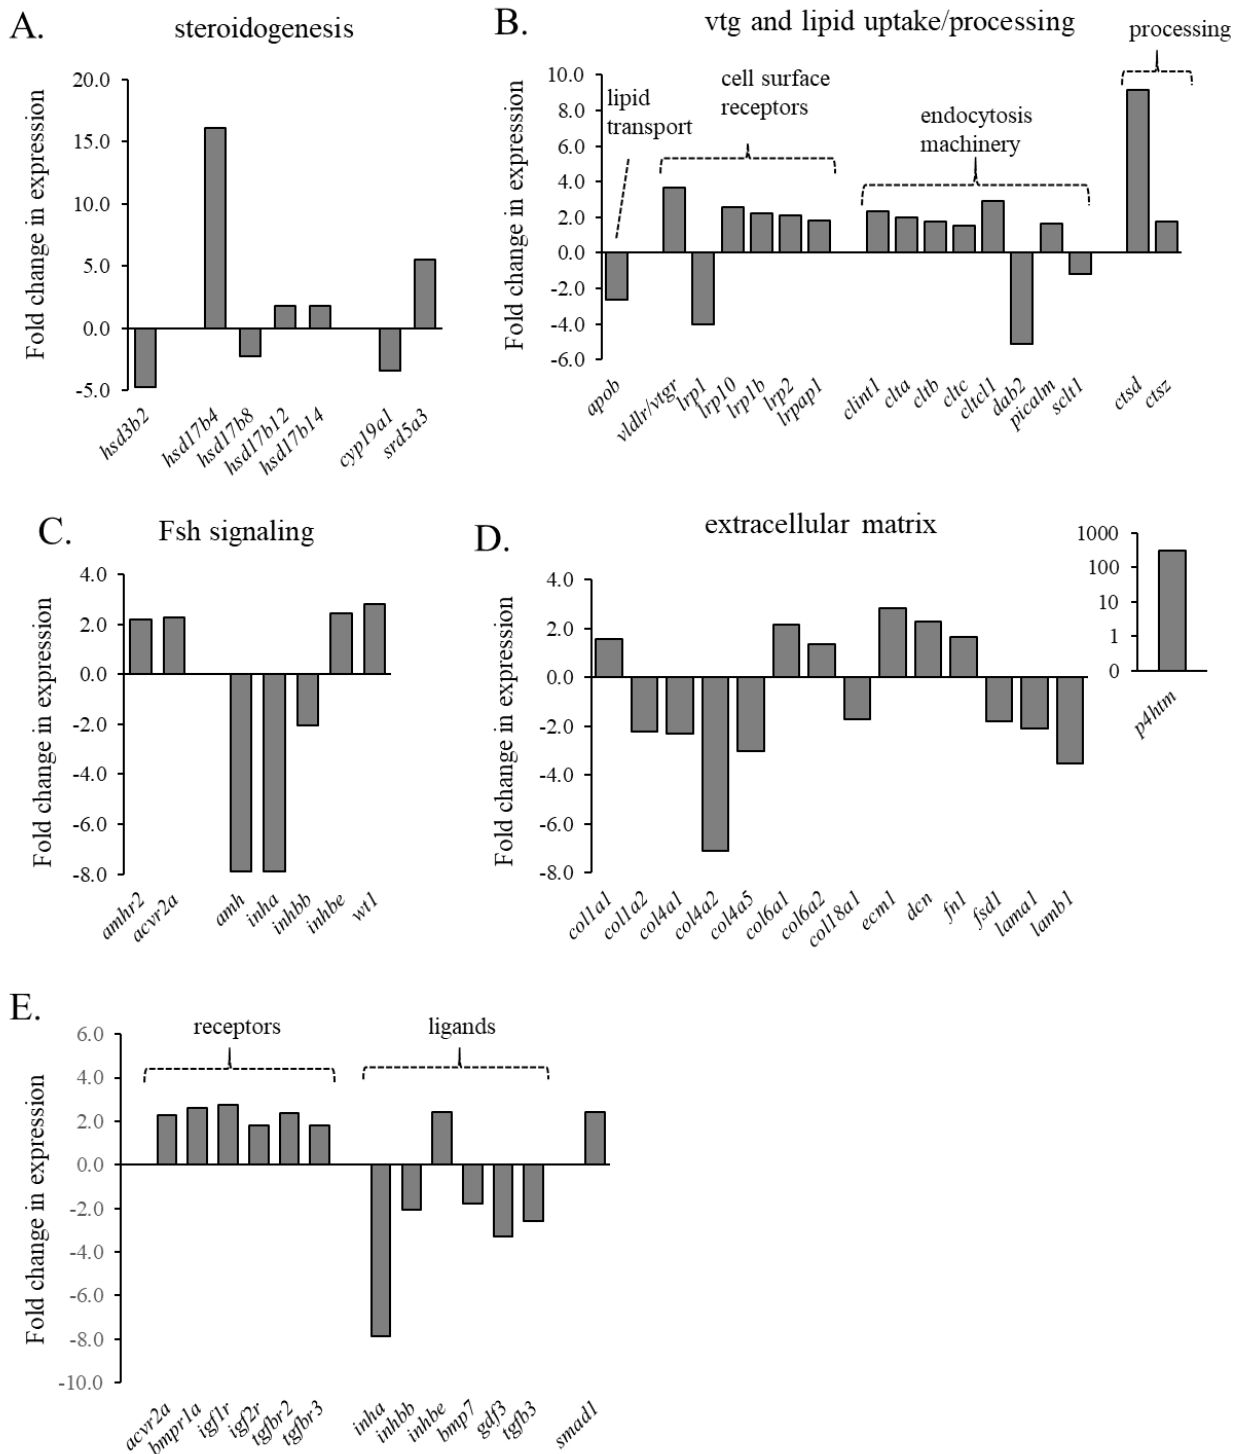 A.
steroidogenesis
Fold change in expression
20.0
15.0
10.0
5.0
0.0
-5.0
hsd3b2
hsd17b4
hsd17b8
hsd17b12
hsd17b14
cyp19a1
srd5a3
B.
vtg and lipid uptake/processing
processing
lipid
transport
cell surface
receptors
endocytosis
machinery
Fold change in expression
10.0
8.0
6.0
4.0
2.0
0.0
-2.0
-4.0
-6.0
apob
vldlr/vtgr
lrp1
lrp10
lrp1b
lrp2
lrpap1
clint1
clta
cltb
cltc
cltcl1
dab2
picalm
sclt1
ctsd
ctsz
C.
Fsh signaling
Fold change in expression
4.0
2.0
0.0
-2.0
-4.0
-6.0
-8.0
amhr2
acvr2a
amh
inha
inhbb
inhbe
wt1
D.
extracellular matrix
Fold change in expression
4.0
2.0
0.0
-2.0
-4.0
-6.0
-8.0
col1a1
col1a2
col4a1
col4a2
col4a5
col6a1
col6a2
col18a1
ecm1
dcn
fn1
fsd1
lama1
lamb1
1000
100
10
1
0
p4htm
E.
receptors
ligands
Fold change in expression
6.0
4.0
2.0
0.0
-2.0
-4.0
-6.0
-8.0
-10.0
acvr2a
bmpr1a
igf1r
igf2r
tgfbr2
tgfbr3
inha
inhbb
inhbe
bmp7
gdf3
tgfb3
smad1